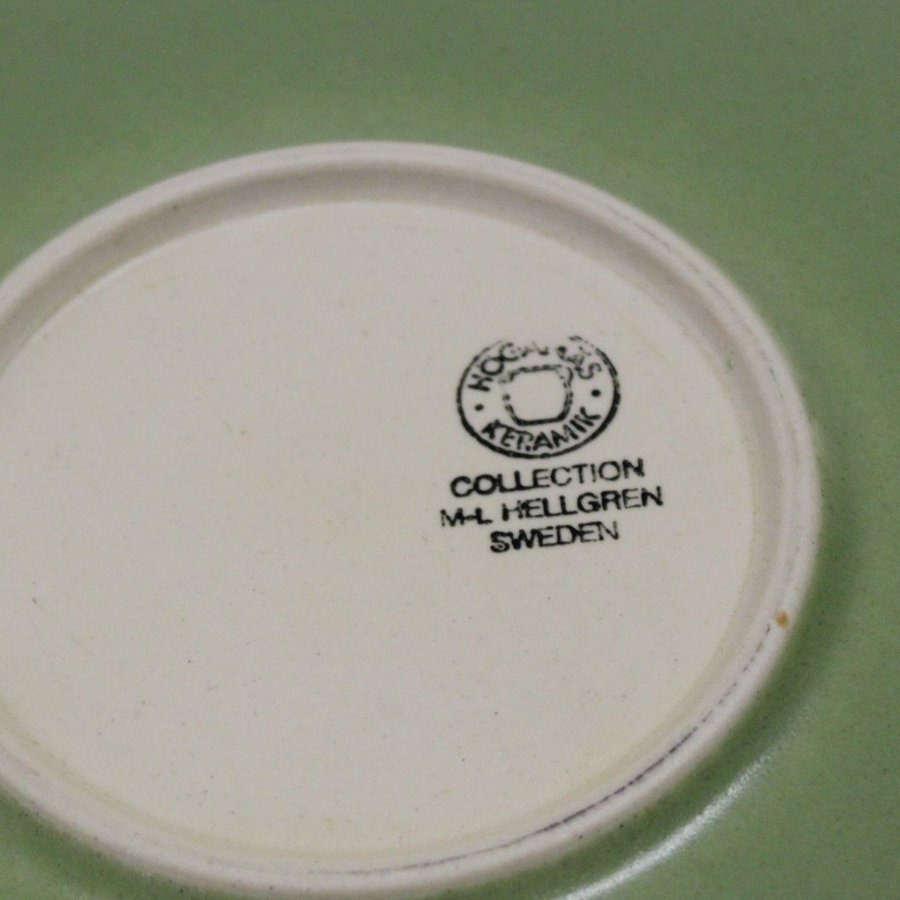 KERAMIK
COLLECTION
M-L HELLGREN
SWEDEN